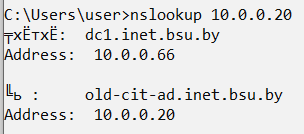 C:\Users\user>nslookup 10.0.0.20
╤хЁтхЁ:  dc1.inet.bsu.by
Address:  10.0.0.66
╚ь :     old-cit-ad.inet.bsu.by
Address:  10.0.0.20